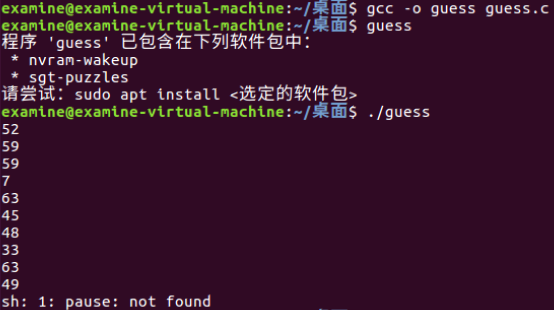 examine@examine-virtual-machine:~/桌面$ gcc -o guess guess.c
examine@examine-virtual-machine:~/桌面$ guess
程序 'guess' 已包含在下列软件包中：
* nvram-wakeup
* sgt-puzzles
请尝试：sudo apt install <选定的软件包>
examine@examine-virtual-machine:~/桌面$ ./guess
52
59
59
7
63
45
48
33
63
49
sh: 1: pause: not found